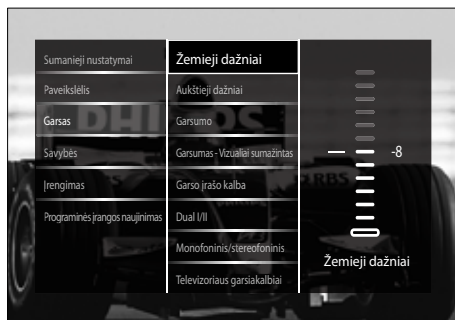 Sumanieji nustatymai
Paveikslėlis
Garsas
Savybės
Įrengimas
Programinės įrangos naujinimas
Žemieji dažniai
Aukštieji dažniai
Garsumo
Garsumas - Vizualiai sumažintas
Garso įrašo kalba
Dual I/II
Monofoninis/stereofoninis
Televizoriaus garsiakalbiai
-8
Žemieji dažniai